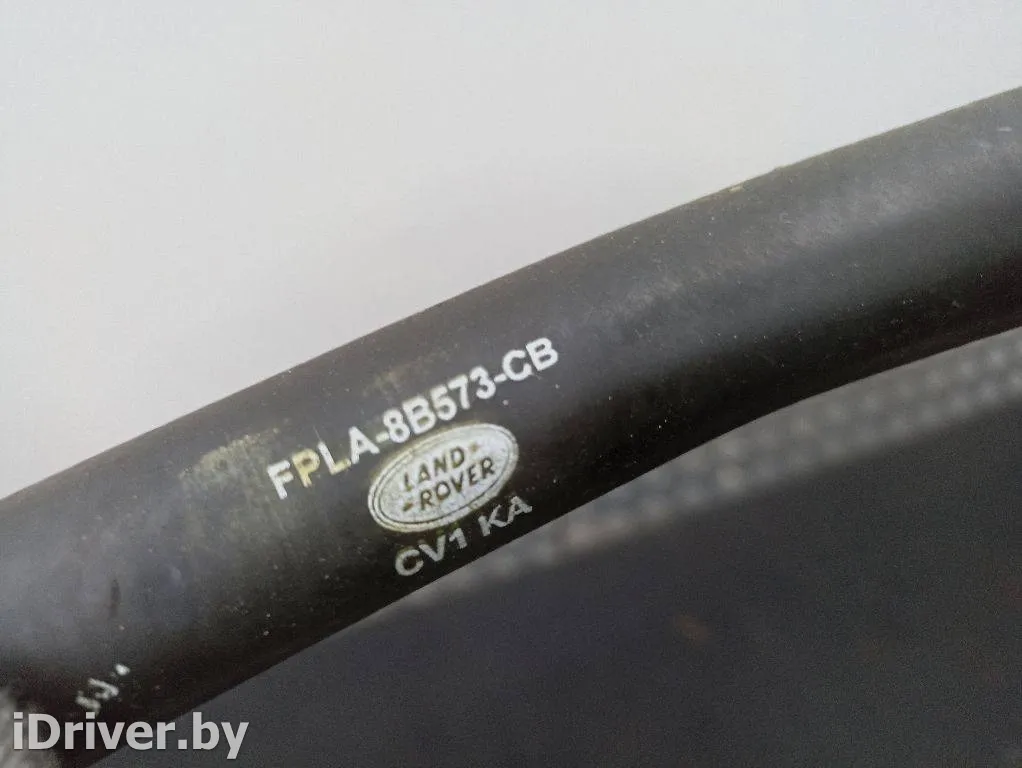 FPLA-8B573-CB
LAND
ROVER
CV1 KA
iDriver.by